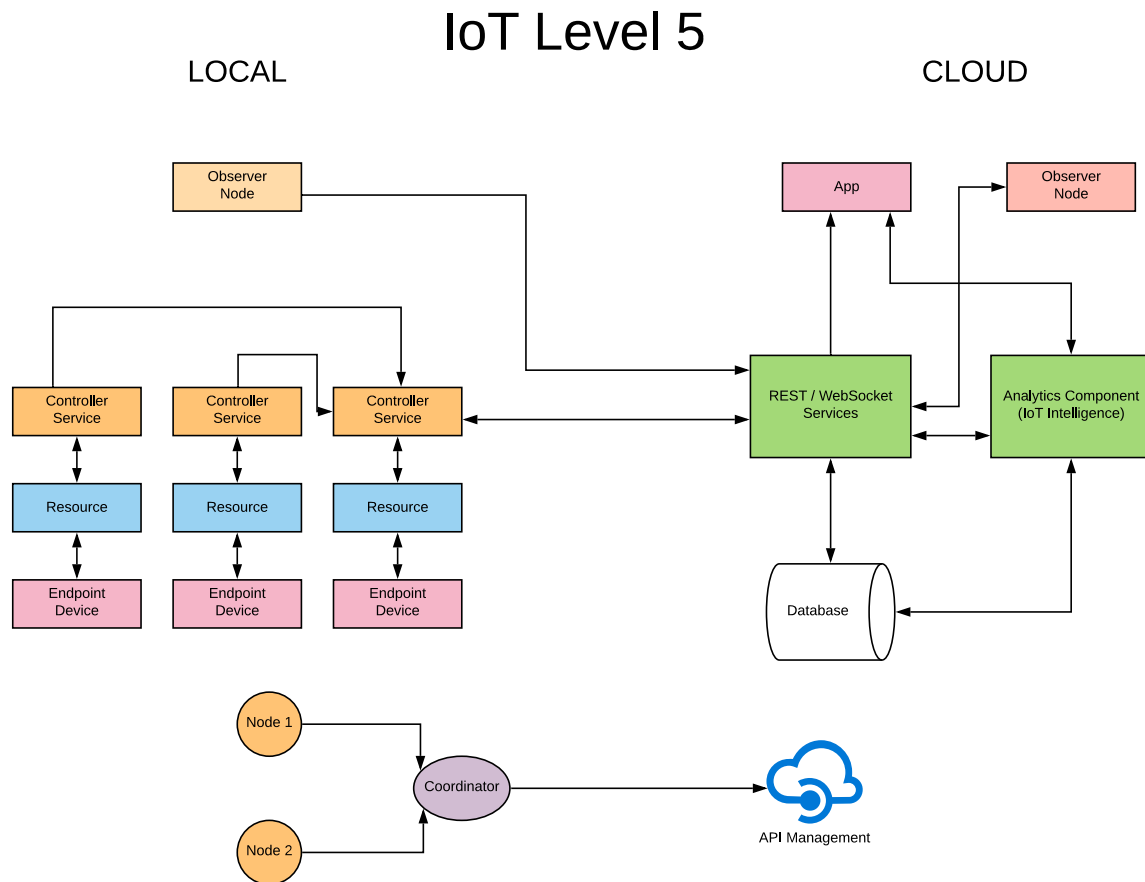 IoT Level 5
LOCAL
CLOUD
Observer
Node
App
Observer
Node
Controller
Service
Controller
Service
Controller
Service
REST / WebSocket
Services
Analytics Component
(IoT Intelligence)
Resource
Resource
Resource
Endpoint
Device
Endpoint
Device
Endpoint
Device
Database
Node 1
Coordinator
Node 2
API Management